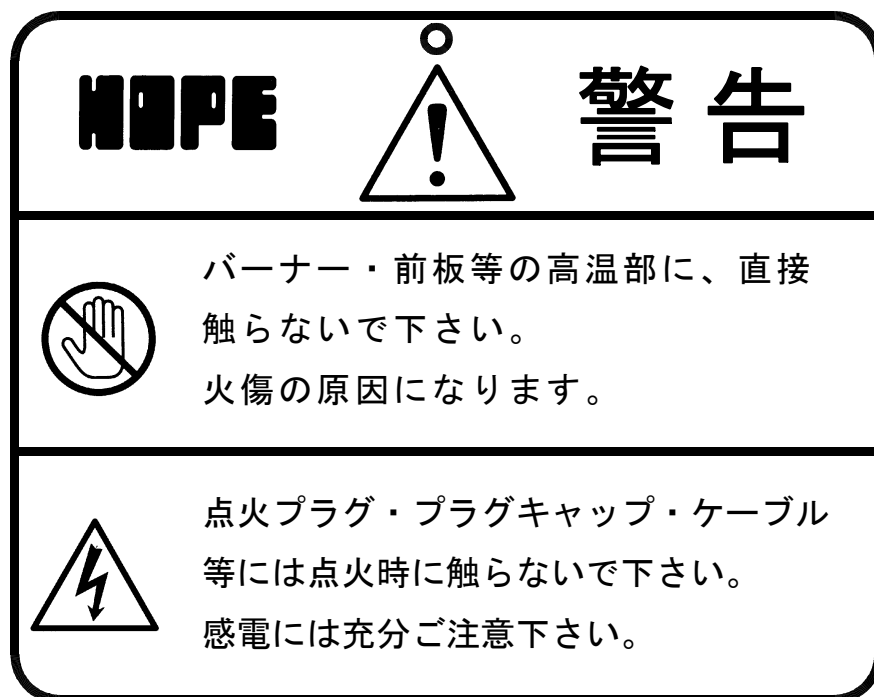 HOPE
警告
バーナー・前板等の高温部に、直接
触らないで下さい。
火傷の原因になります。
点火プラグ・プラグキャップ・ケーブル
等には点火時に触らないで下さい。
感電には充分ご注意下さい。